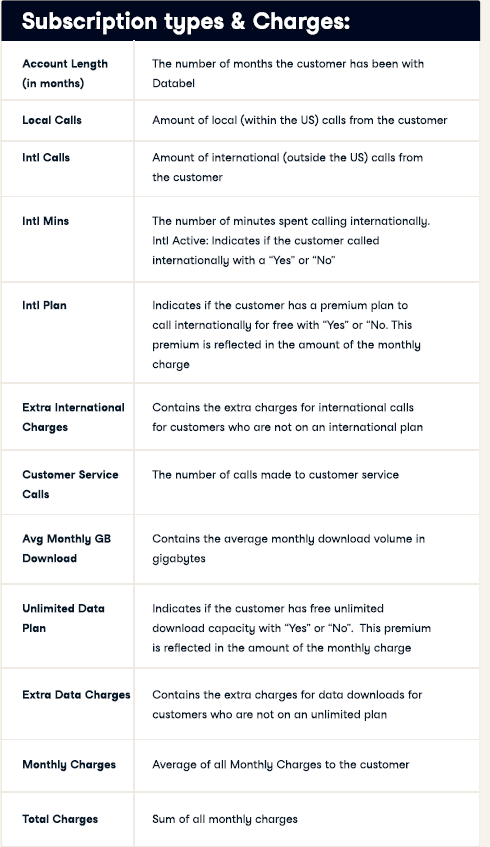 Subscription types & Charges:
Account Length
(in months)
The number of months the customer has been with
Databel
Local Calls
Amount of local (within the US) calls from the customer
Intl Calls
Amount of international (outside the US) calls from
the customer
Intl Mins
The number of minutes spent calling internationally.
Intl Active: Indicates if the customer called
internationally with a “Yes” or “No”
Intl Plan
Indicates if the customer has a premium plan to
call internationally for free with “Yes” or “No. This
premium is reflected in the amount of the monthly
charge
Extra International
Charges
Contains the extra charges for international calls
for customers who are not on an international plan
Customer Service
Calls
The number of calls made to customer service
Avg Monthly GB
Download
Contains the average monthly download volume in
gigabytes
Unlimited Data
Plan
Indicates if the customer has free unlimited
download capacity with “Yes” or “No”.  This premium
is reflected in the amount of the monthly charge
Extra Data Charges
Contains the extra charges for data downloads for
customers who are not on an unlimited plan
Monthly Charges
Average of all Monthly Charges to the customer
Total Charges
Sum of all monthly charges